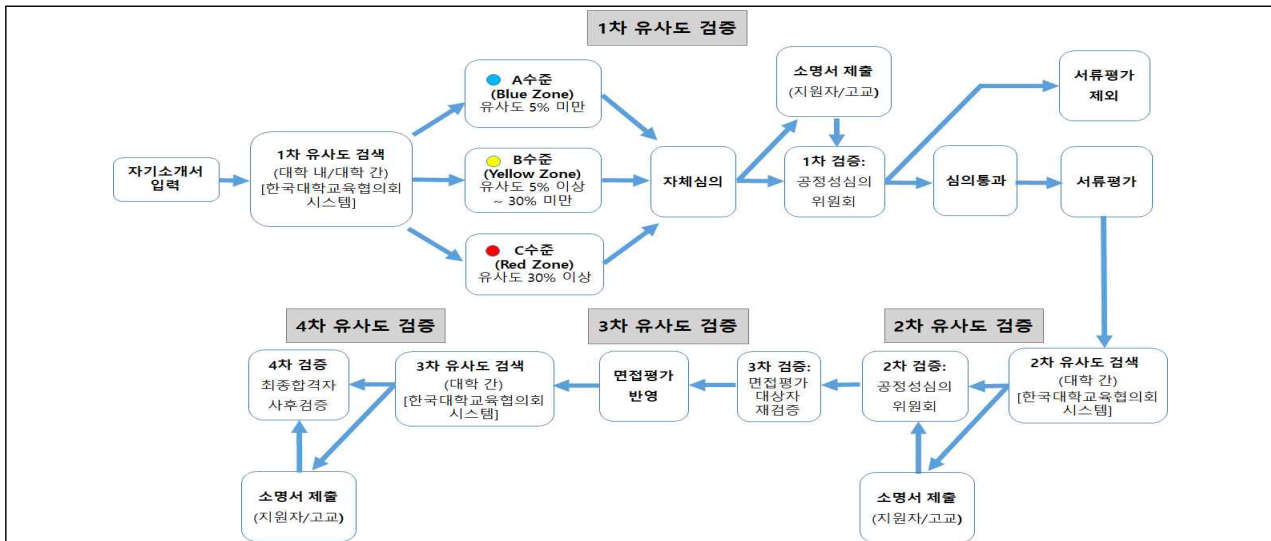 1차 유사도 검증
자기소개서
입력
1차 유사도 검색
(대학 내/대학 간)
[한국대학교육협의회
시스템]
A수준
(Blue Zone)
유사도 5% 미만
B수준
(Yellow Zone)
유사도 5% 이상
~ 30% 미만
C수준
(Red Zone)
유사도 30% 이상
자체심의
소명서 제출
(지원자/고교)
1차 검증:
공정성심의
위원회
서류평가
제외
심의통과
서류평가
2차 유사도 검증
2차 유사도 검색
(대학 간)
[한국대학교육협의회
시스템]
소명서 제출
(지원자/고교)
2차 검증:
공정성심의
위원회
3차 유사도 검증
3차 검증:
면접평가
대상자
재검증
면접평가
반영
4차 유사도 검증
3차 유사도 검색
(대학 간)
[한국대학교육협의회
시스템]
소명서 제출
(지원자/고교)
4차 검증
최종합격자
사후검증